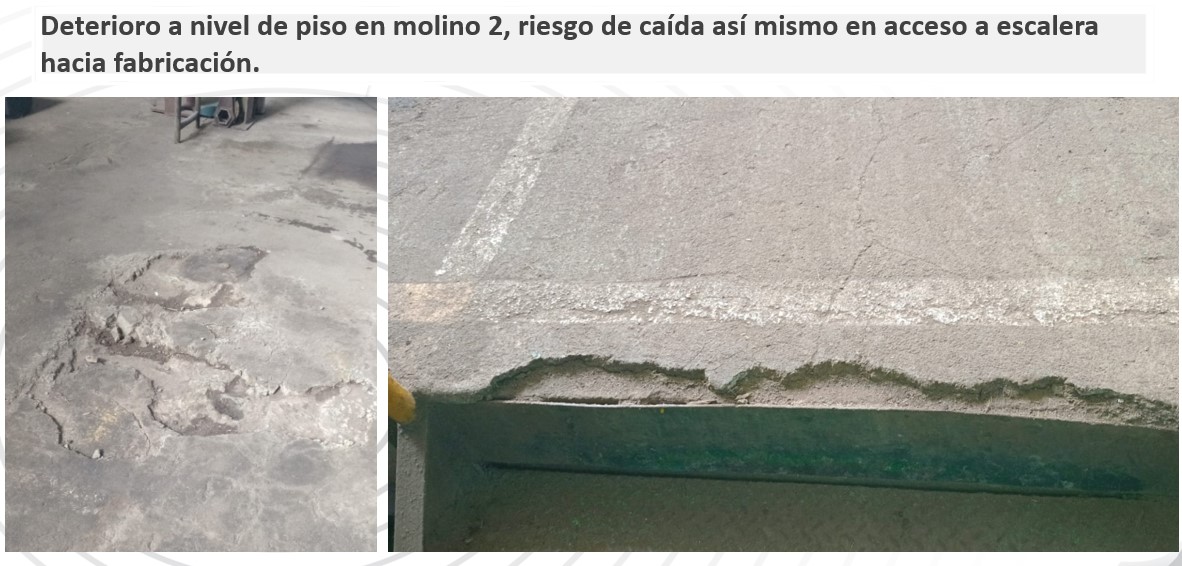 Deterioro a nivel de piso en molino 2, riesgo de caída así mismo en acceso a escalera
hacia fabricación.